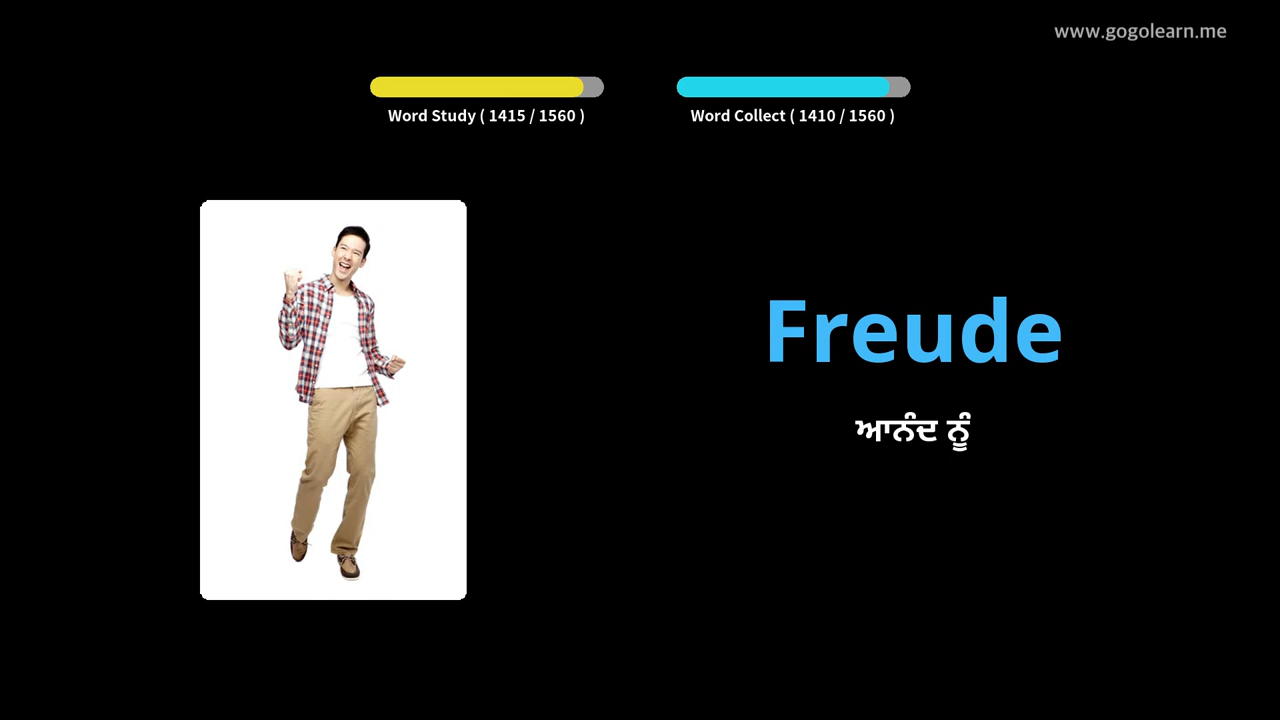 www.gogolearn.me
Word Study ( 1415 / 1560 )
Word Collect ( 1410 / 1560 )
Freude
ਆਨੰਦ ਨੂੰ